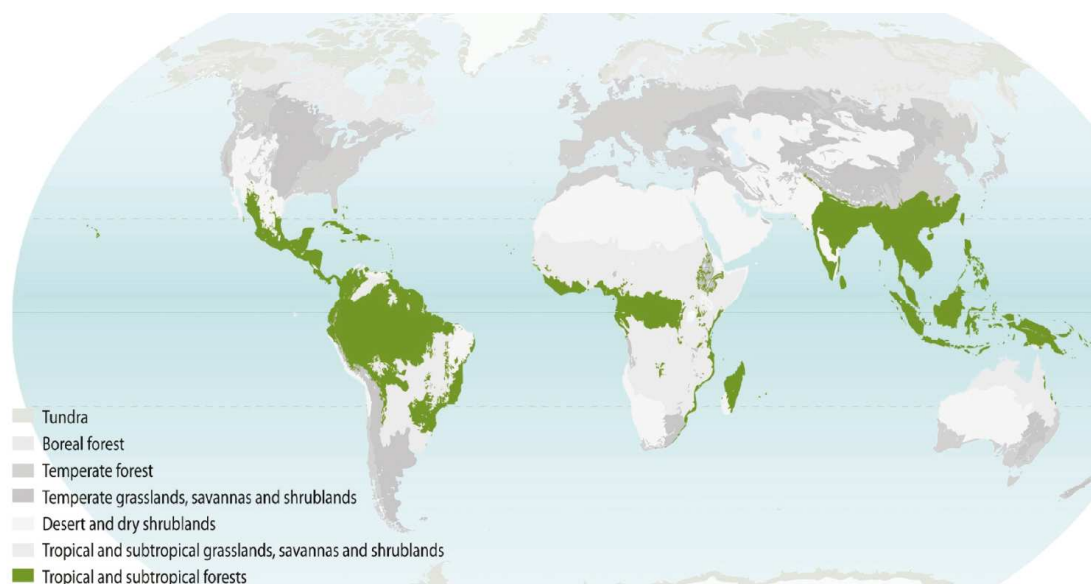 Tundra
Boreal forest
Temperate forest
Temperate grasslands, savannas and shrublands
Desert and dry shrublands
Tropical and subtropical grasslands, savannas and shrublands
Tropical and subtropical forests